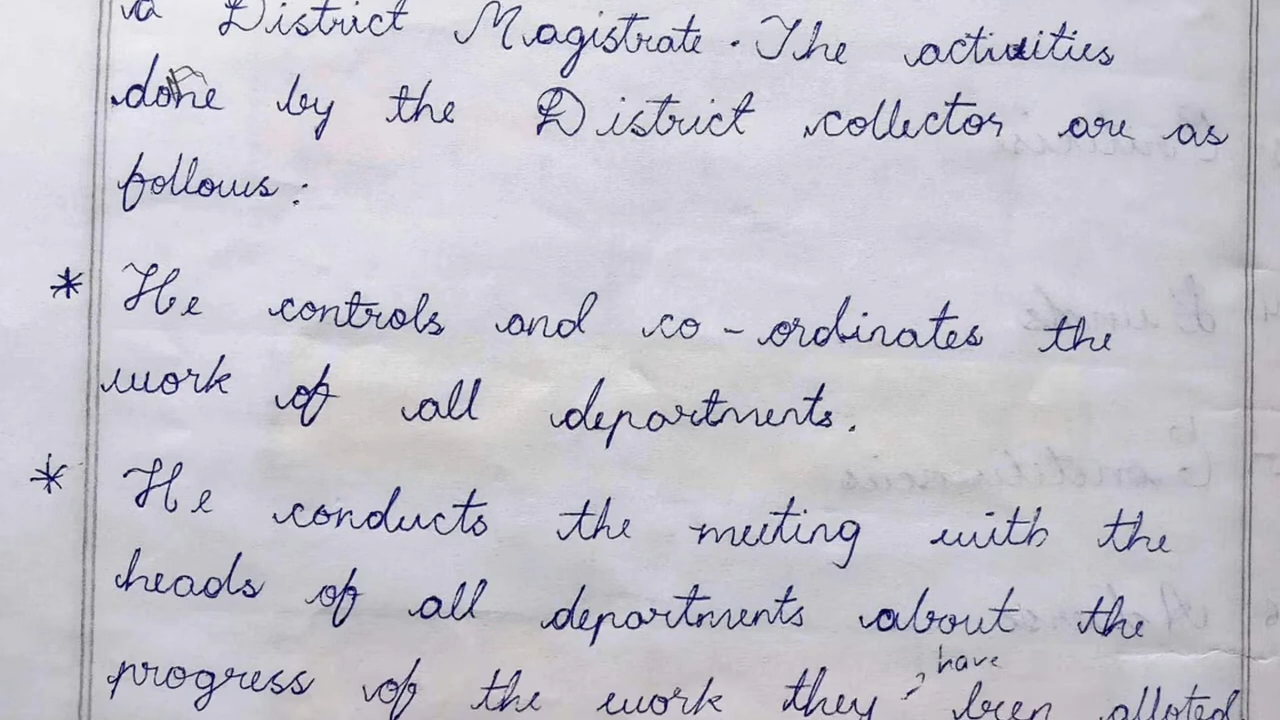 a District Magistrate. The activities
done by the District collector are as
follows:
* He controls and co-ordinates the
work of all departments.
* He conducts the meeting with the
heads of all departments about the
progress of the work they have been alloted